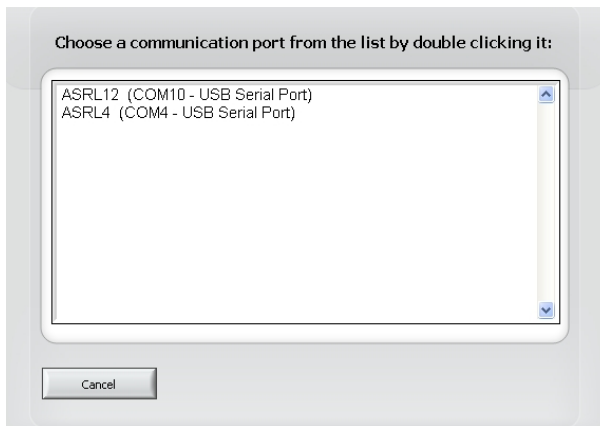 Choose a communication port from the list by double clicking it:
ASRL12 (COM10 - USB Serial Port)
ASRL4 (COM4 - USB Serial Port)
Cancel